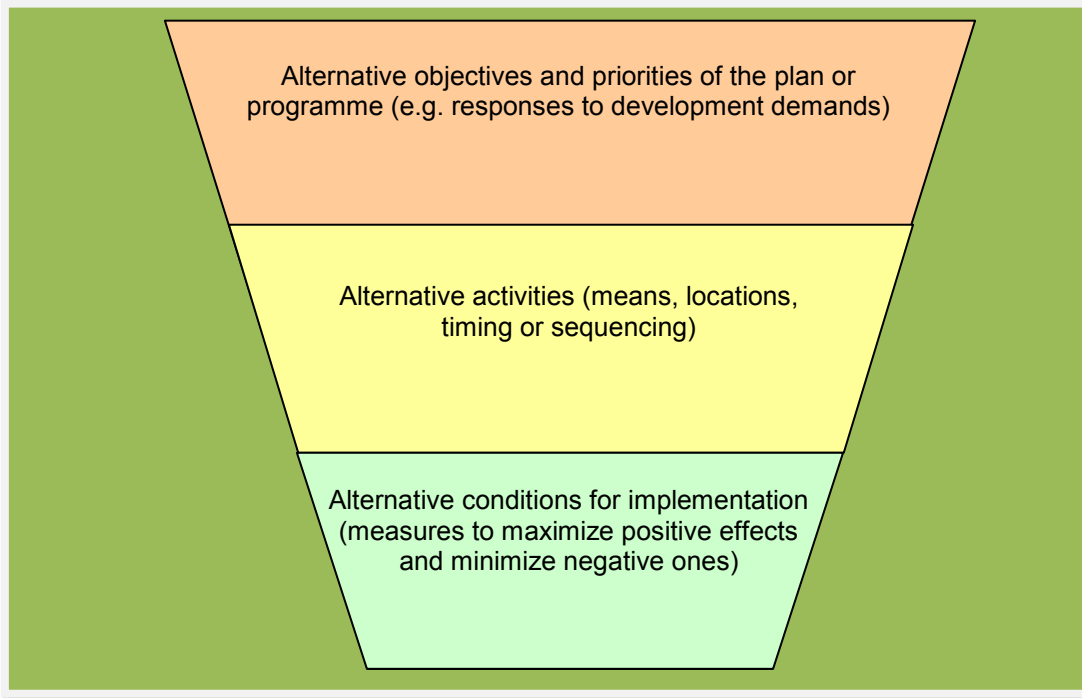 Alternative objectives and priorities of the plan or
programme (e.g. responses to development demands)
Alternative activities (means, locations,
timing or sequencing)
Alternative conditions for implementation
(measures to maximize positive effects
and minimize negative ones)